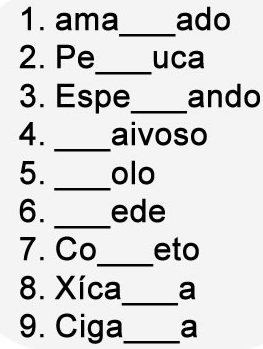 1. ama___ado
2. Pe___uca
3. Espe___ando
4. ___aivoso
5. ___olo
6. ___ede
7. Co___eto
8. Xíca___a
9. Ciga___a